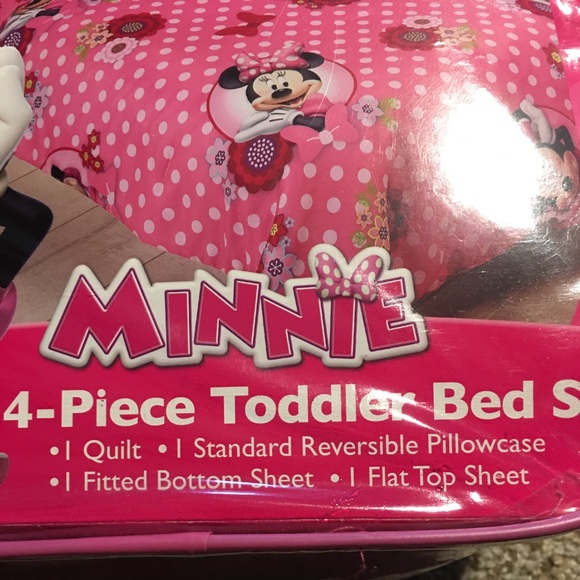 MINNIE
4-Piece Toddler Bed S
•1 Quilt •1 Standard Reversible Pillowcase
•1 Fitted Bottom Sheet •1 Flat Top Sheet